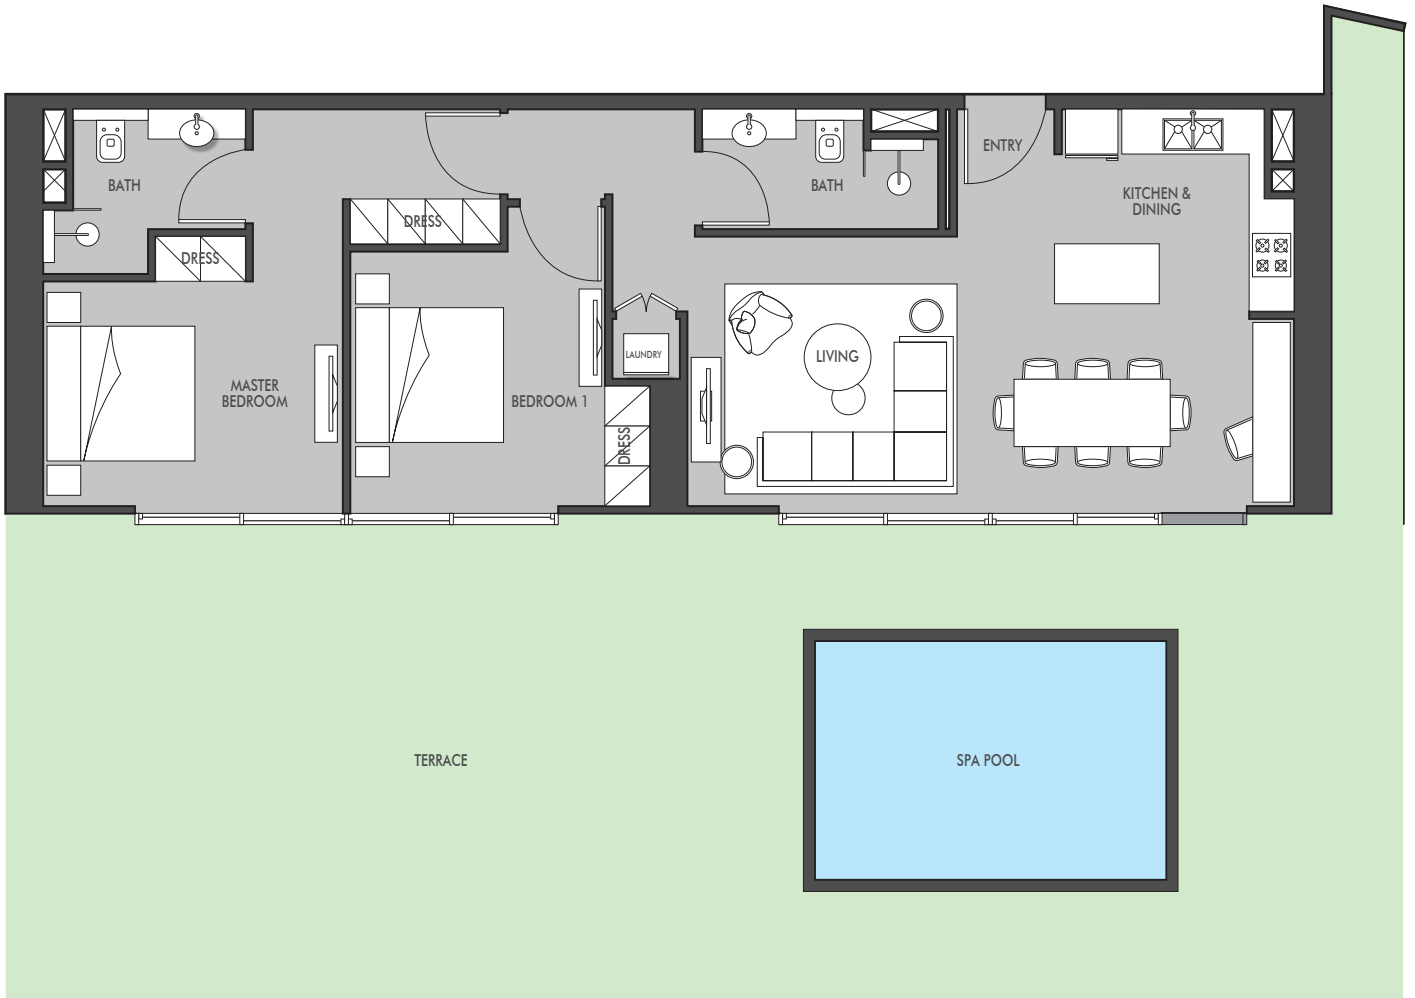 ENTRY
BATH
BATH
KITCHEN &
DINING
DRESS
DRESS
LAUNDRY
LIVING
MASTER
BEDROOM
BEDROOM 1
DRESS
TERRACE
SPA POOL